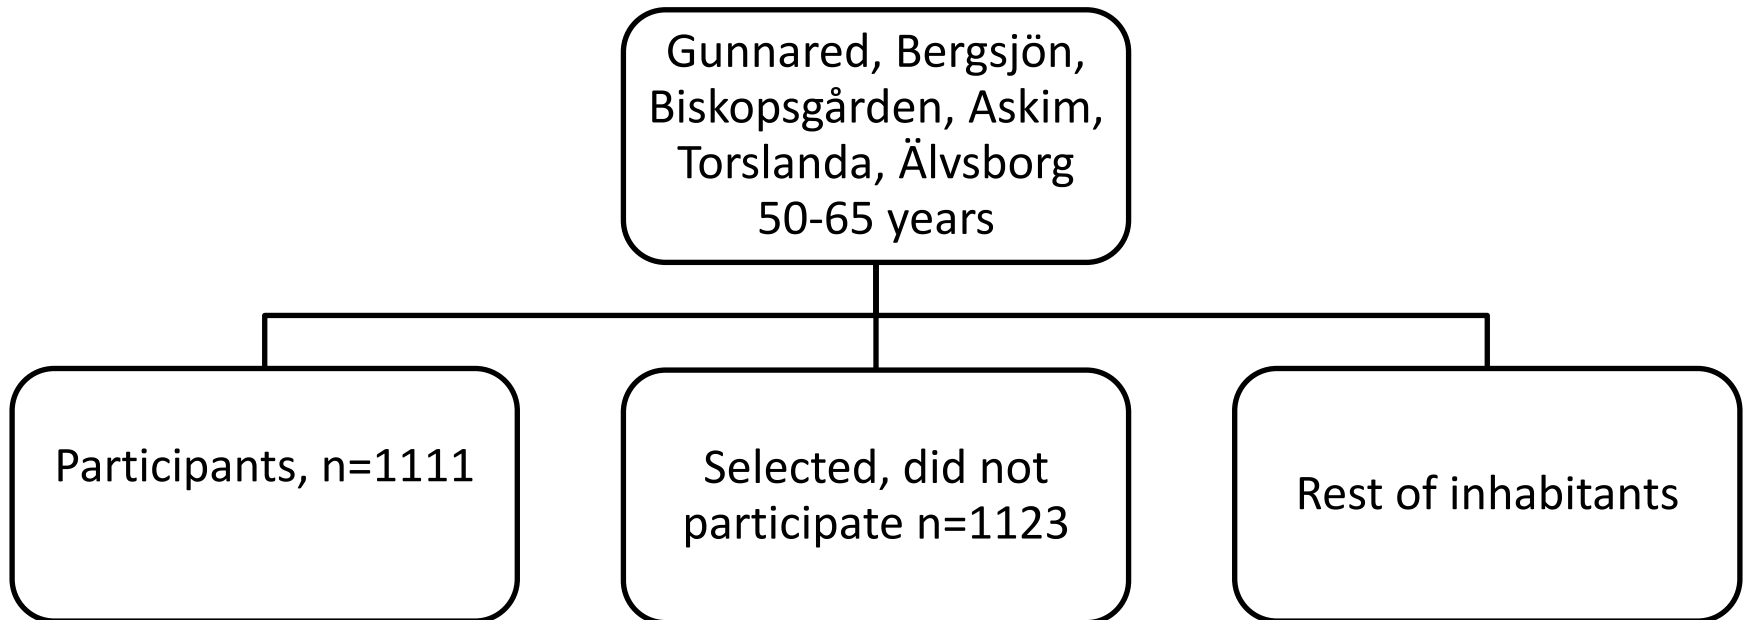 Gunnared, Bergsjön,
Biskopsgården, Askim,
Torslanda, Älvsborg
50-65 years
Participants, n=1111
Selected, did not
participate n=1123
Rest of inhabitants